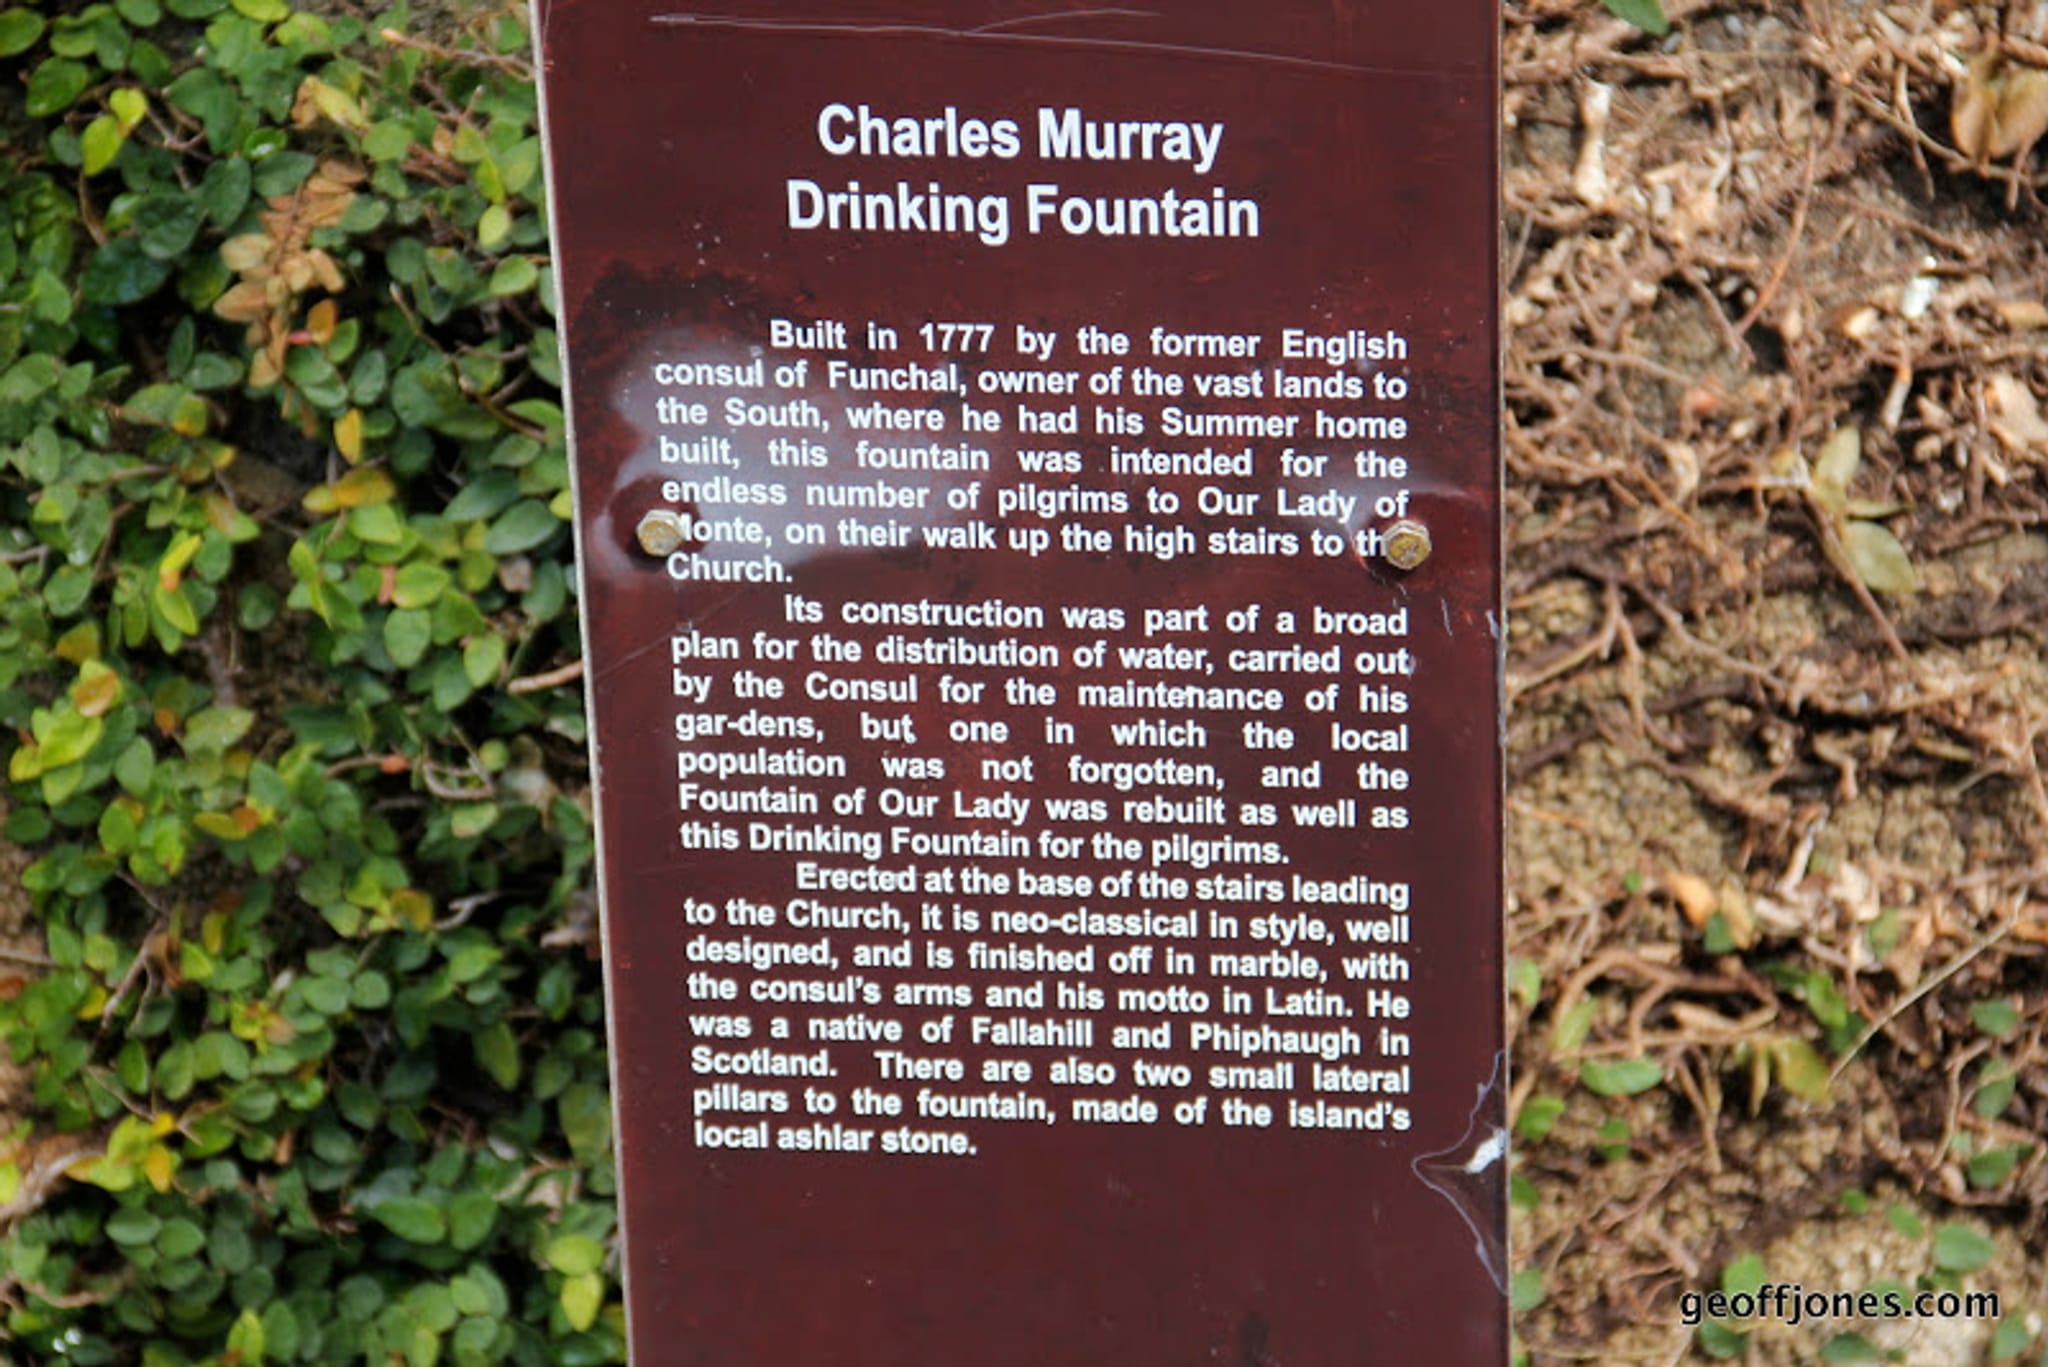 Charles Murray
Drinking Fountain
Built in 1777 by the former English
consul of Funchal, owner of the vast lands to
the South, where he had his Summer home
built, this fountain was intended for the
endless number of pilgrims to Our Lady of
Monte, on their walk up the high stairs to the
Church.
Its construction was part of a broad
plan for the distribution of water, carried out
by the Consul for the maintenance of his
gar-dens, but one in which the local
population was not forgotten, and the
Fountain of Our Lady was rebuilt as well as
this Drinking Fountain for the pilgrims.
Erected at the base of the stairs leading
to the Church, it is neo-classical in style, well
designed, and is finished off in marble, with
the consul's arms and his motto in Latin. He
was a native of Fallahill and Phiphaugh in
Scotland. There are also two small lateral
pillars to the fountain, made of the island's
local ashlar stone.
geoffjones.com